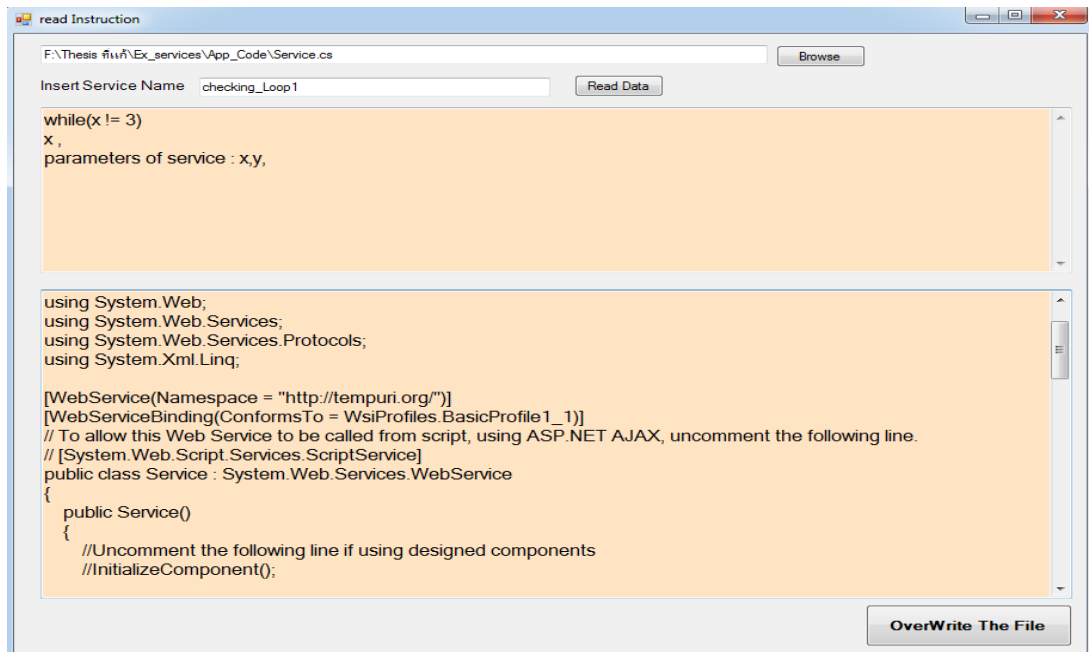 read Instruction
F:\Thesis ที่แก้\Ex_services\App_Code\Service.cs
Browse
Insert Service Name
checking_Loop1
Read Data
while(x != 3)
x ,
parameters of service : x,y,
using System.Web;
using System.Web.Services;
using System.Web.Services.Protocols;
using System.Xml.Linq;
[WebService(Namespace = "http://tempuri.org/")]
[WebServiceBinding(ConformsTo = WsiProfiles.BasicProfile1_1)]
// To allow this Web Service to be called from script, using ASP.NET AJAX, uncomment the following line.
// [System.Web.Script.Services.ScriptService]
public class Service : System.Web.Services.WebService
{
public Service()
{
//Uncomment the following line if using designed components
//InitializeComponent();
OverWrite The File